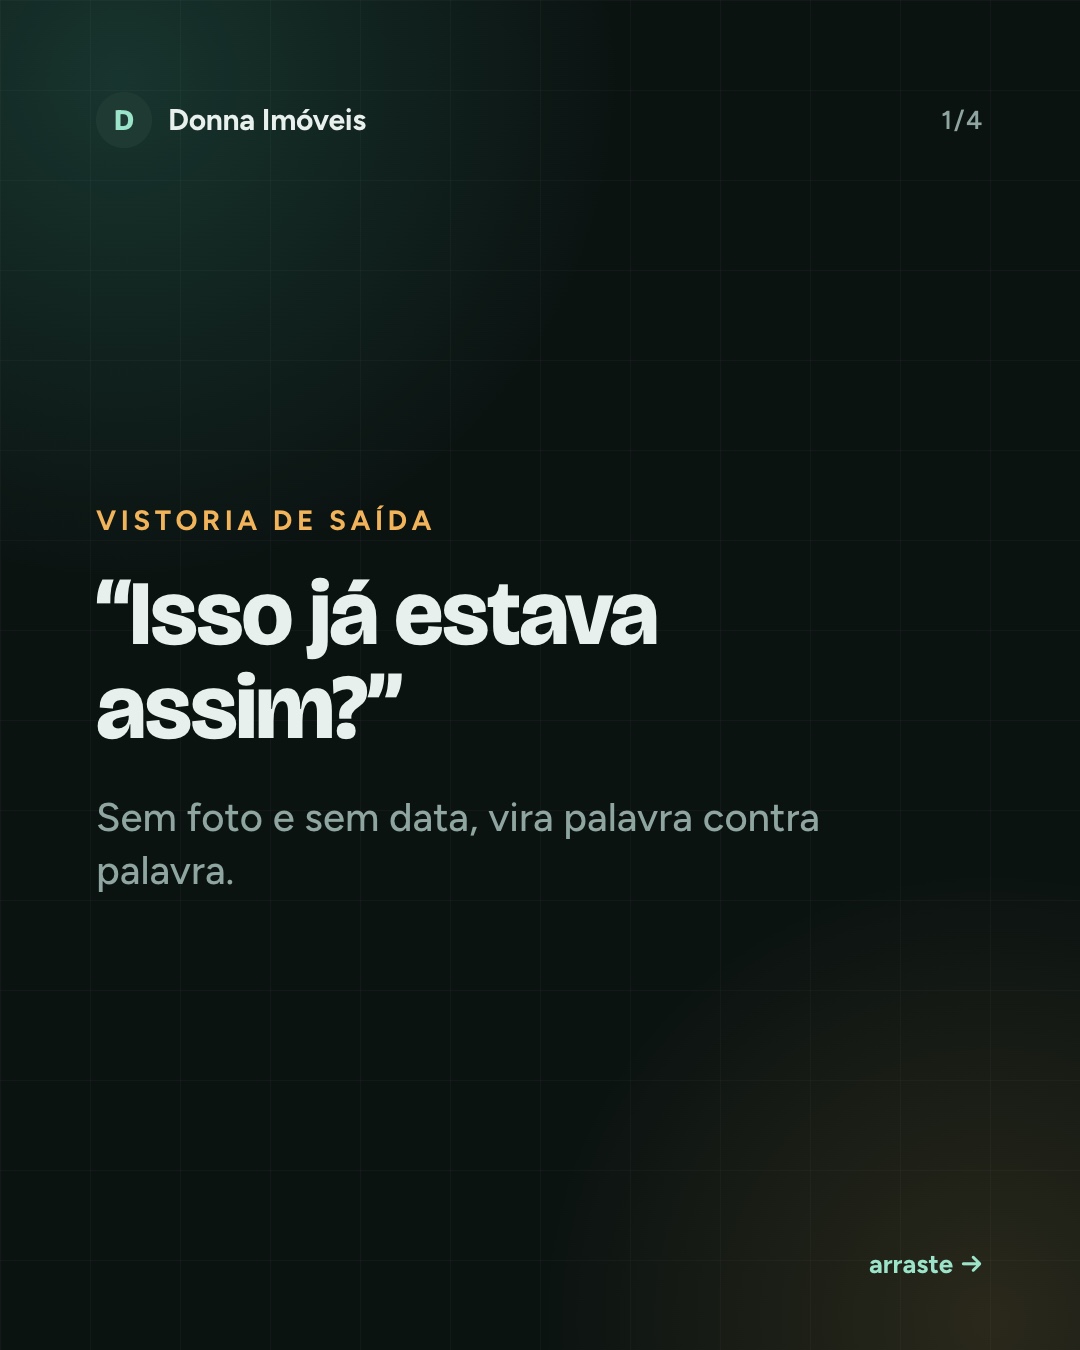 D Donna Imóveis 1/4
VISTORIA DE SAÍDA
“Isso já estava
assim?”
Sem foto e sem data, vira palavra contra
palavra.
arraste →